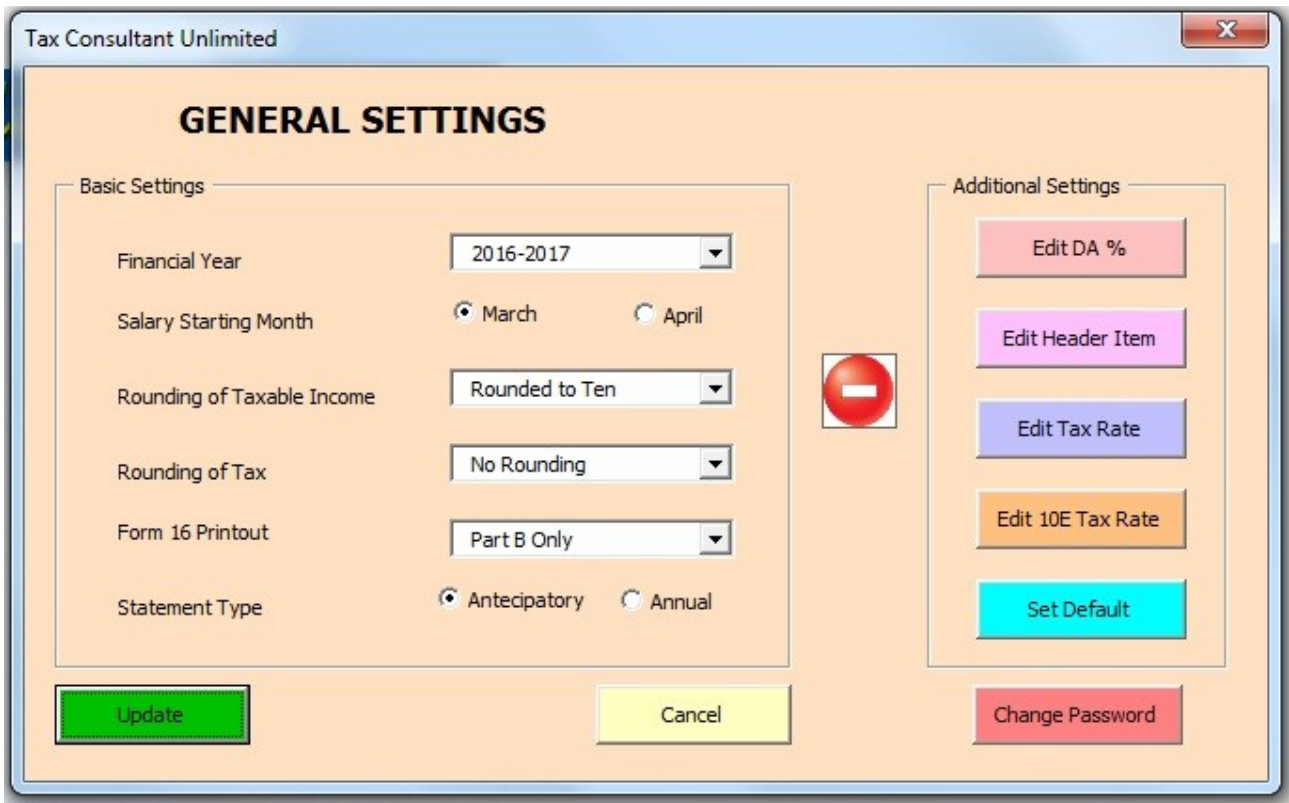 Tax Consultant Unlimited
GENERAL SETTINGS
Basic Settings
Financial Year 2016-2017
Salary Starting Month March April
Rounding of Taxable Income Rounded to Ten
Rounding of Tax No Rounding
Form 16 Printout Part B Only
Statement Type Antecipatory Annual
Update
Cancel
Additional Settings
Edit DA %
Edit Header Item
Edit Tax Rate
Edit 10E Tax Rate
Set Default
Change Password